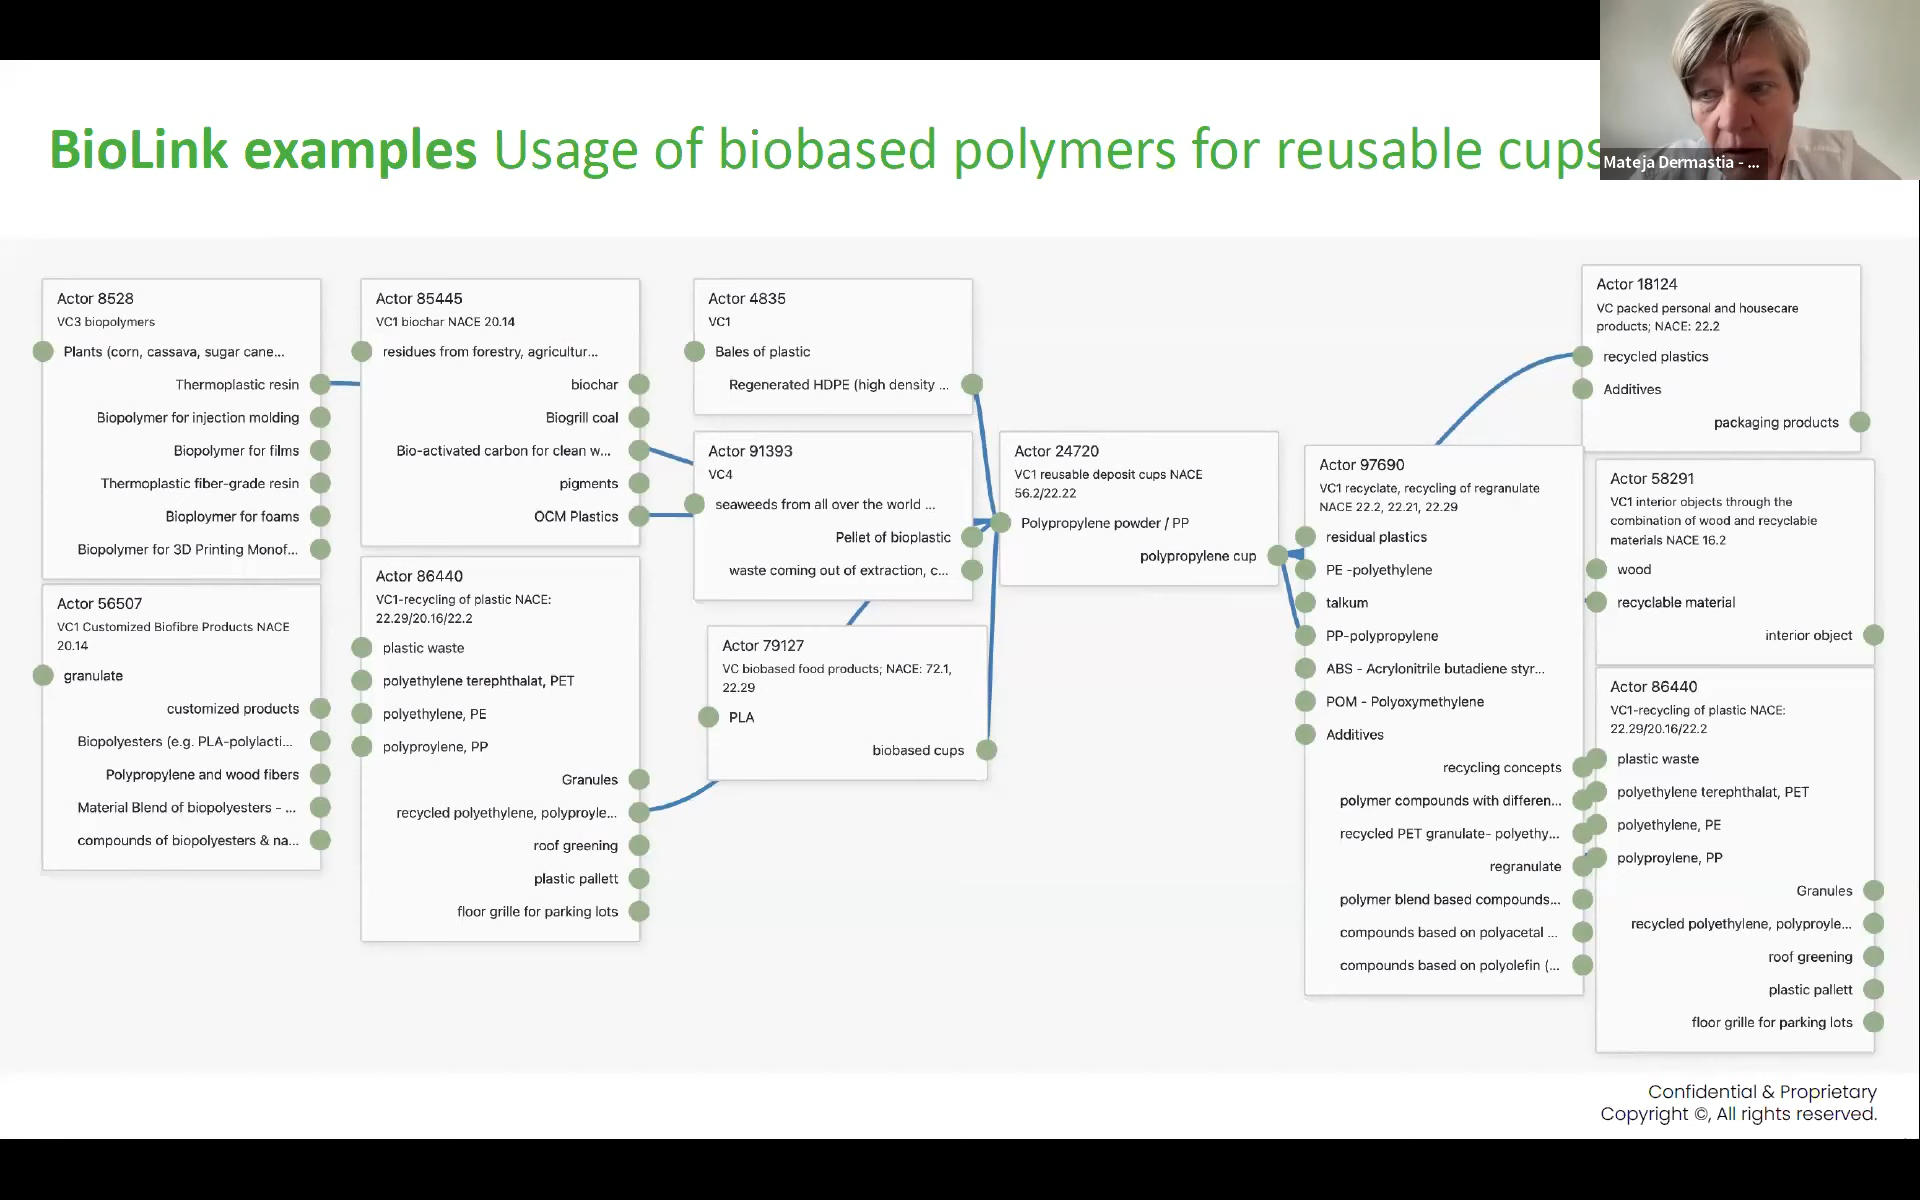 BioLink examples Usage of biobased polymers for reusable cups
Mateja Dermastia - ...
Actor 8528
VC3 biopolymers
Plants (corn, cassava, sugar cane...
Thermoplastic resin
Biopolymer for injection molding
Biopolymer for films
Thermoplastic fiber-grade resin
Bioploymer for foams
Biopolymer for 3D Printing Monof...
Actor 56507
VC1 Customized Biofibre Products NACE
20.14
granulate
customized products
Biopolyesters (e.g. PLA-polylacti...
Polypropylene and wood fibers
Material Blend of biopolyesters - ...
compounds of biopolyesters & na...
Actor 85445
VC1 biochar NACE 20.14
residues from forestry, agricultur...
biochar
Biogrill coal
Bio-activated carbon for clean w...
pigments
OCM Plastics
Actor 86440
VC1-recycling of plastic NACE:
22.29/20.16/22.2
plastic waste
polyethylene terephthalat, PET
polyethylene, PE
polyproylene, PP
Granules
recycled polyethylene, polyproyle...
roof greening
plastic pallett
floor grille for parking lots
Actor 4835
VC1
Bales of plastic
Regenerated HDPE (high density ...
Actor 91393
VC4
seaweeds from all over the world ...
Pellet of bioplastic
waste coming out of extraction, c...
Actor 79127
VC biobased food products; NACE: 72.1,
22.29
PLA
biobased cups
Actor 24720
VC1 reusable deposit cups NACE
56.2/22.22
Polypropylene powder / PP
polypropylene cup
Actor 97690
VC1 recyclate, recycling of regranulate
NACE 22.2, 22.21, 22.29
residual plastics
PE -polyethylene
talkum
PP-polypropylene
ABS - Acrylonitrile butadiene styr...
POM - Polyoxymethylene
Additives
recycling concepts
polymer compounds with differen...
recycled PET granulate- polyethy...
regranulate
polymer blend based compounds...
compounds based on polyacetal ...
compounds based on polyolefin (...
Actor 18124
VC packed personal and housecare
products; NACE: 22.2
recycled plastics
Additives
packaging products
Actor 58291
VC1 interior objects through the
combination of wood and recyclable
materials NACE 16.2
wood
recyclable material
interior object
Actor 86440
VC1-recycling of plastic NACE:
22.29/20.16/22.2
plastic waste
polyethylene terephthalat, PET
polyethylene, PE
polyproylene, PP
Granules
recycled polyethylene, polyproyle...
roof greening
plastic pallett
floor grille for parking lots
Confidential & Proprietary
Copyright ©, All rights reserved.